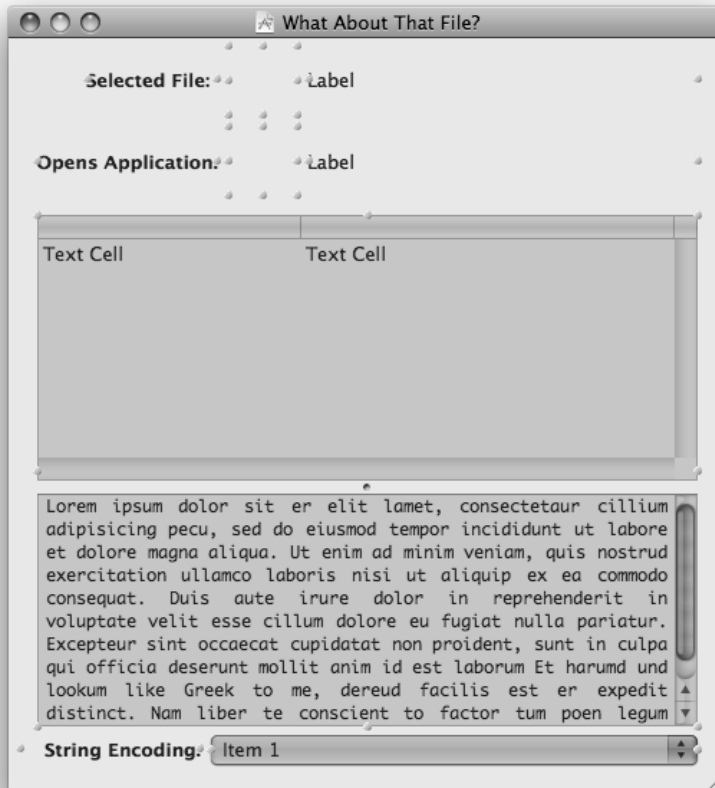 What About That File?
Selected File: Label
Opens Application: Label
Text Cell Text Cell
Lorem ipsum dolor sit er elit lamet, consectetaur cillium
adipisicing pecu, sed do eiusmod tempor incididunt ut labore
et dolore magna aliqua. Ut enim ad minim veniam, quis nostrud
exercitation ullamco laboris nisi ut aliquip ex ea commodo
consequat. Duis aute irure dolor in reprehenderit in
voluptate velit esse cillum dolore eu fugiat nulla pariatur.
Excepteur sint occaecat cupidatat non proident, sunt in culpa
qui officia deserunt mollit anim id est laborum Et harumd und
lookum like Greek to me, dereud facilis est er expedit
distinct. Nam liber te conscient to factor tum poen legum
String Encoding: Item 1